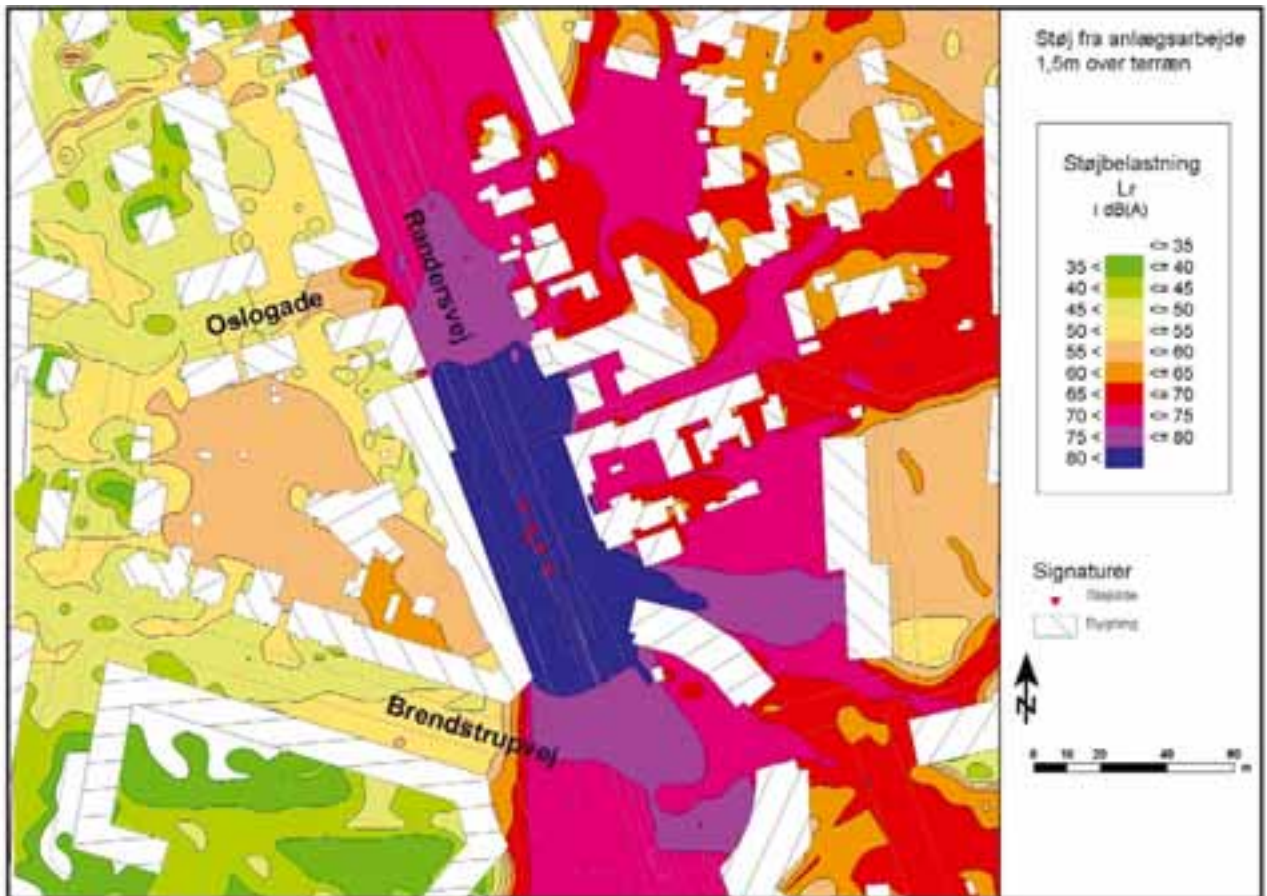 Støj fra anlægsarbejde
1,5m over terræn
Støjbelastning
Lr
i dB(A)
<= 35
35 < <= 40
40 < <= 45
45 < <= 50
50 < <= 55
55 < <= 60
60 < <= 65
65 < <= 70
70 < <= 75
75 < <= 80
80 <
Signaturer
Bygning
N
0 10 20 40 60
m
Randersvej
Oslogade
Brendstrupvej